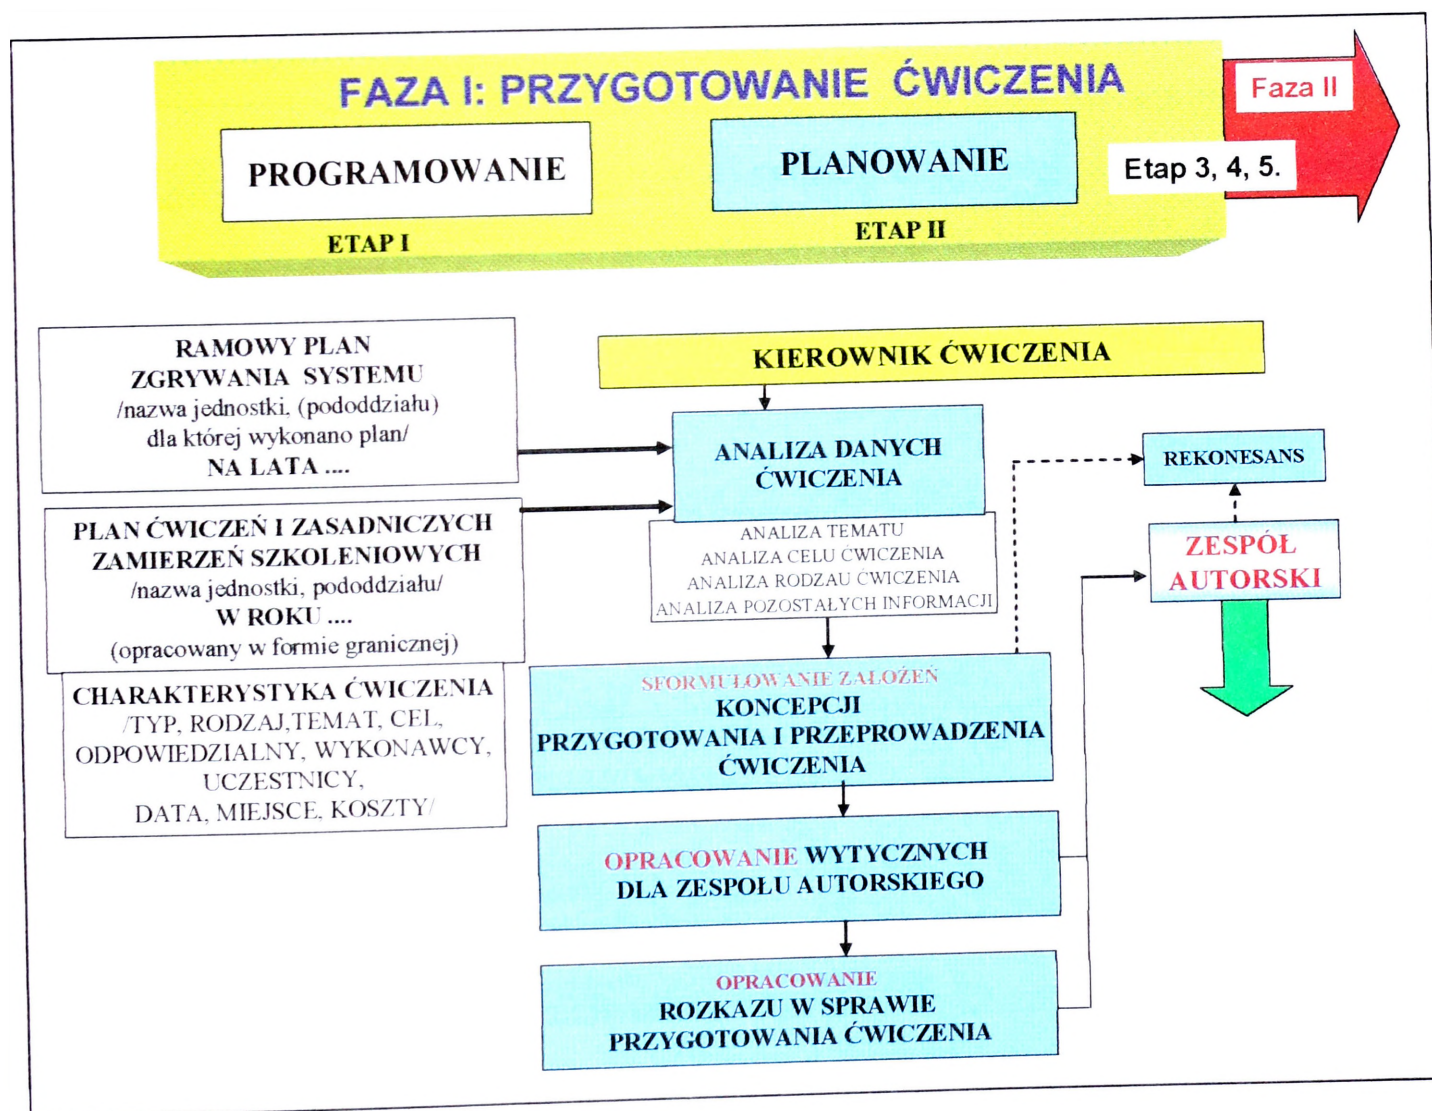 FAZA I: PRZYGOTOWANIE ĆWICZENIA
Faza II
PROGRAMOWANIE
PLANOWANIE
Etap 3, 4, 5.
ETAP I
ETAP II
RAMOWY PLAN
ZGRYWANIA SYSTEMU
/nazwa jednostki, (pododdziału)
dla której wykonano plan/
NA LATA ....
PLAN ĆWICZEŃ I ZASADNICZYCH
ZAMIERZEŃ SZKOLENIOWYCH
/nazwa jednostki, pododdziału/
W ROKU ....
(opracowany w formie granicznej)
CHARAKTERYSTYKA ĆWICZENIA
/TYP, RODZAJ,TEMAT, CEL,
ODPOWIEDZIALNY, WYKONAWCY,
UCZESTNICY,
DATA, MIEJSCE, KOSZTY/
KIEROWNIK ĆWICZENIA
ANALIZA DANYCH
ĆWICZENIA
ANALIZA TEMATU
ANALIZA CELU ĆWICZENIA
ANALIZA RODZAU ĆWICZENIA
ANALIZA POZOSTAŁYCH INFORMACJI
SFORMUŁOWANIE ZAŁOŻEŃ
KONCEPCJI
PRZYGOTOWANIA I PRZEPROWADZENIA
ĆWICZENIA
OPRACOWANIE WYTYCZNYCH
DLA ZESPOŁU AUTORSKIEGO
OPRACOWANIE
ROZKAZU W SPRAWIE
PRZYGOTOWANIA ĆWICZENIA
REKONESANS
ZESPÓŁ
AUTORSKI